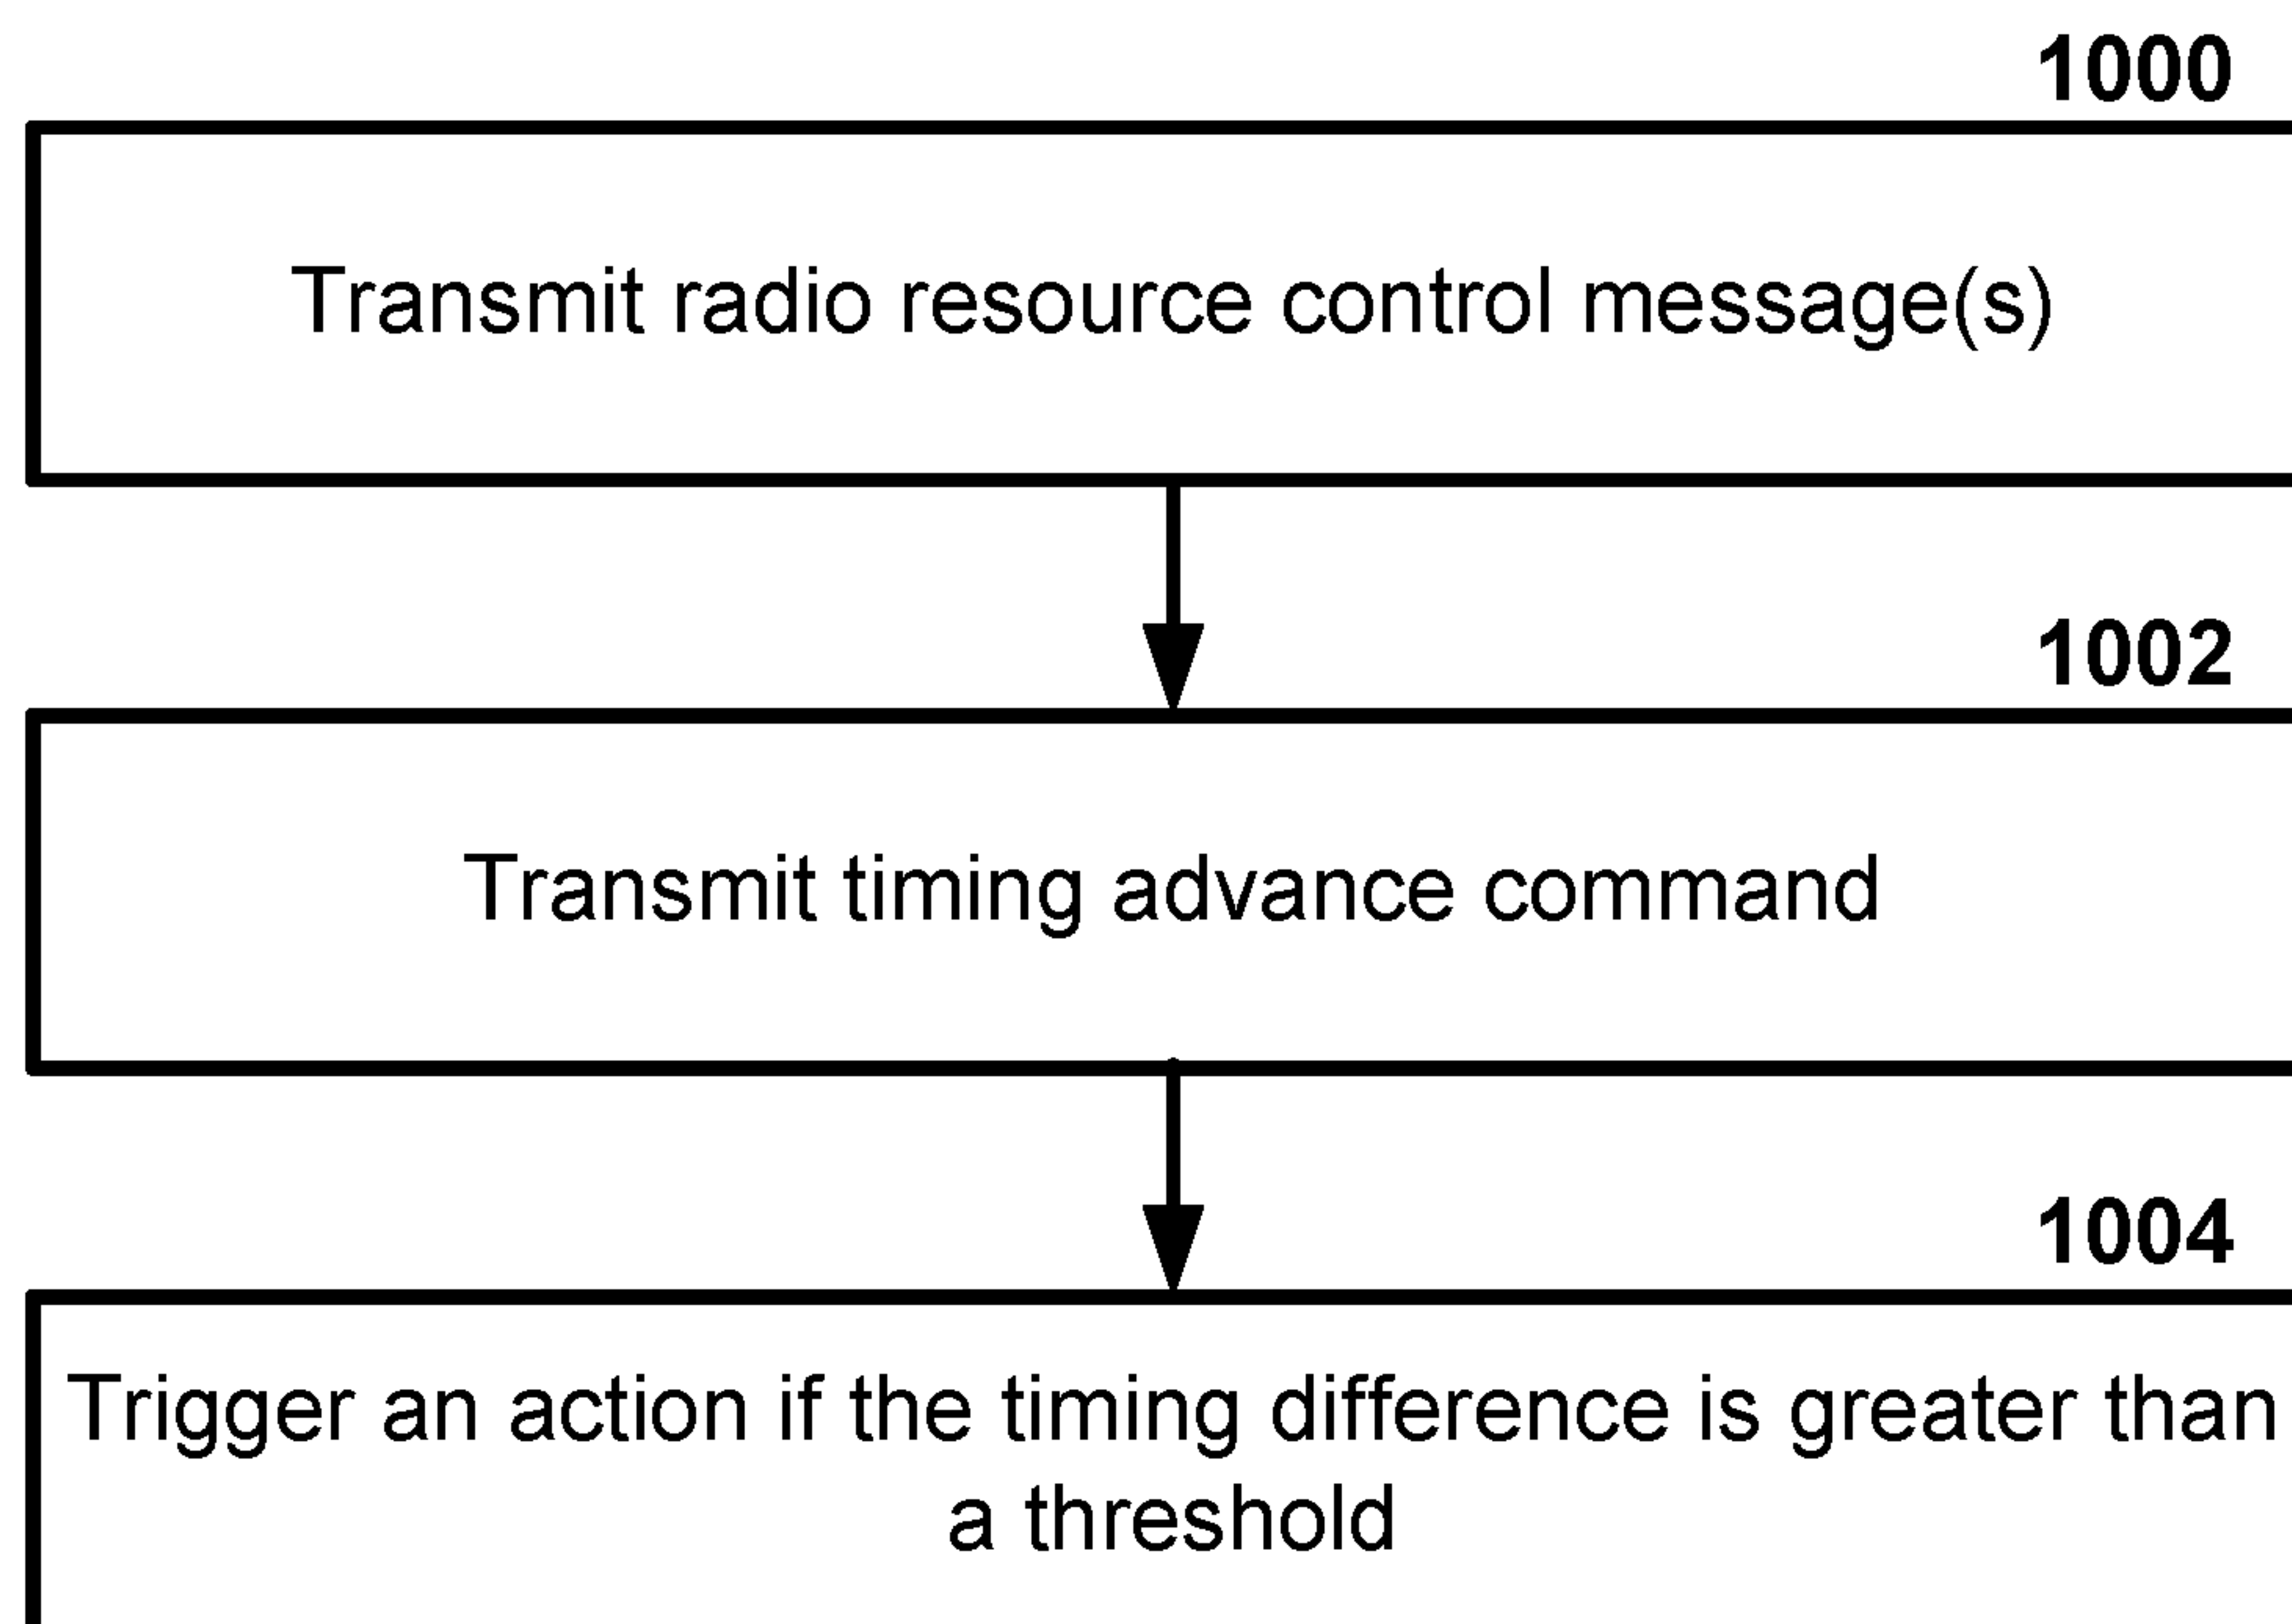 1000
Transmit radio resource control message(s)
1002
Transmit timing advance command
1004
Trigger an action if the timing difference is greater than
a threshold